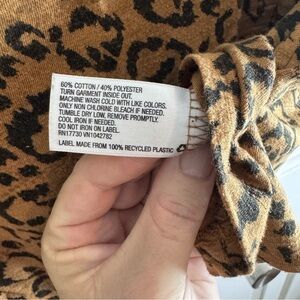 60% COTTON / 40% POLYESTER
TURN GARMENT INSIDE OUT.
MACHINE WASH COLD WITH LIKE COLORS.
ONLY NON CHLORINE BLEACH IF NEEDED.
TUMBLE DRY LOW, REMOVE PROMPTLY.
COOL IRON IF NEEDED.
DO NOT IRON ON LABEL.
RN17730 VN1042782
LABEL MADE FROM 100% RECYCLED PLASTIC